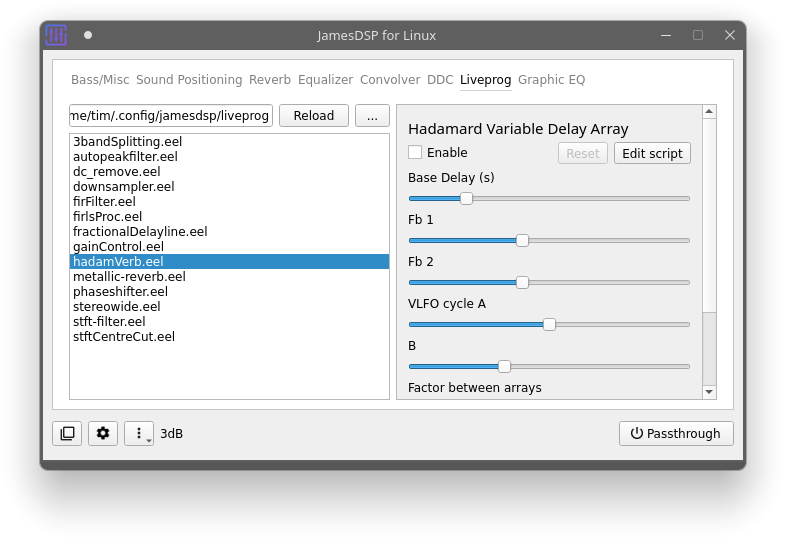 JamesDSP for Linux
Bass/Misc Sound Positioning Reverb Equalizer Convolver DDC Liveprog Graphic EQ
me/tim/.config/jamesdsp/liveprog
Reload
...
3bandSplitting.eel
autopeakfilter.eel
dc_remove.eel
downsampler.eel
firFilter.eel
firlsProc.eel
fractionalDelayline.eel
gainControl.eel
hadamVerb.eel
metallic-reverb.eel
phaseshifter.eel
stereowide.eel
stft-filter.eel
stftCentreCut.eel
Hadamard Variable Delay Array
Enable
Reset
Edit script
Base Delay (s)
Fb 1
Fb 2
VLFO cycle A
B
Factor between arrays
3dB
Passthrough